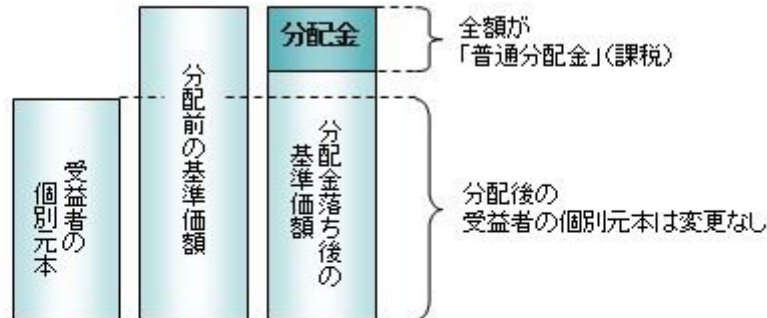 受益者の
個別元本
分配前の基準価額
分配金
分配金落ち後の
基準価額
全額が
「普通分配金」(課税)
分配後の
受益者の個別元本は変更なし